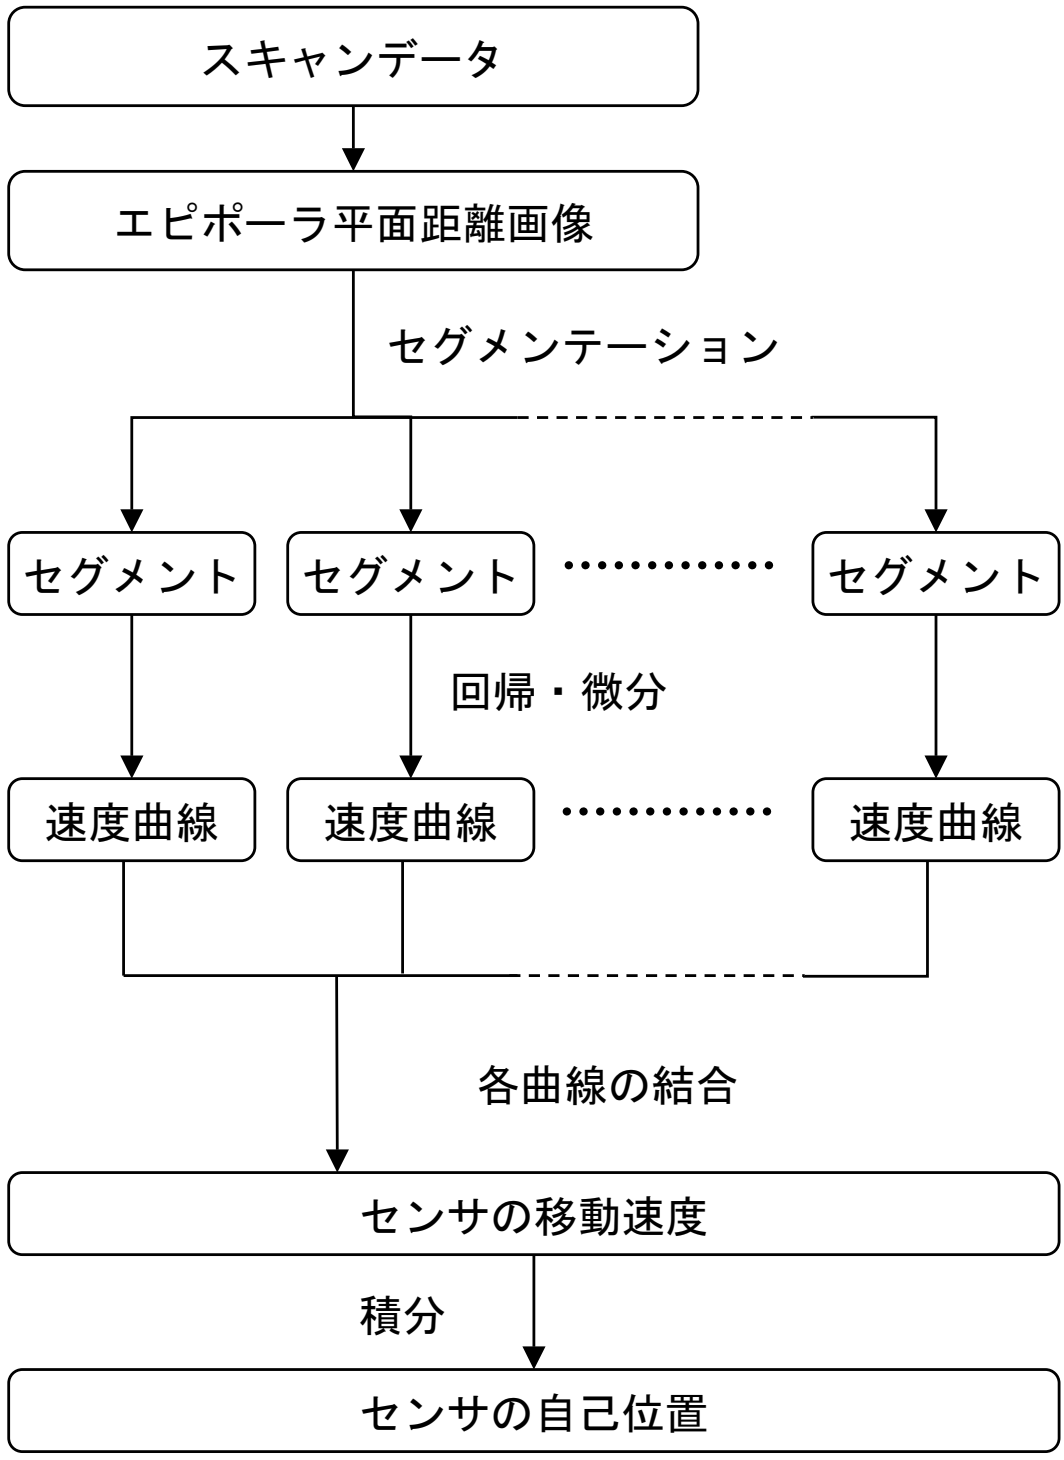 スキャンデータ
エピポーラ平面距離画像
セグメンテーション
セグメント
セグメント
セグメント
回帰・微分
速度曲線
速度曲線
速度曲線
各曲線の結合
センサの移動速度
積分
センサの自己位置